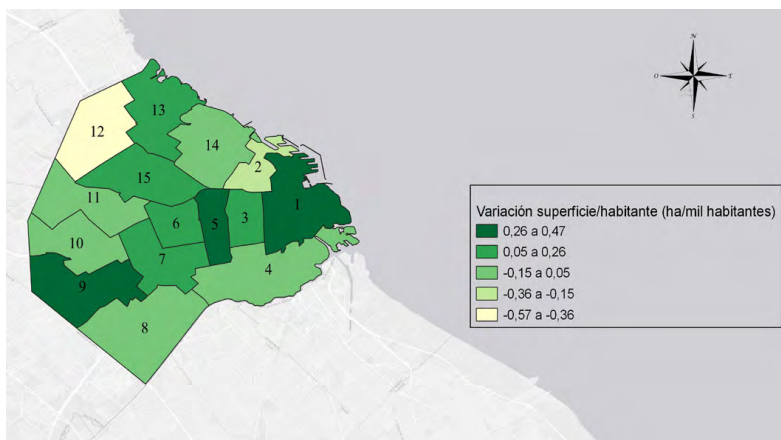 N
O
E
S
12
13
14
2
15
1
11
6
5
3
10
7
4
9
8
Variación superficie/habitante (ha/mil habitantes)
0,26 a 0,47
0,05 a 0,26
-0,15 a 0,05
-0,36 a -0,15
-0,57 a -0,36